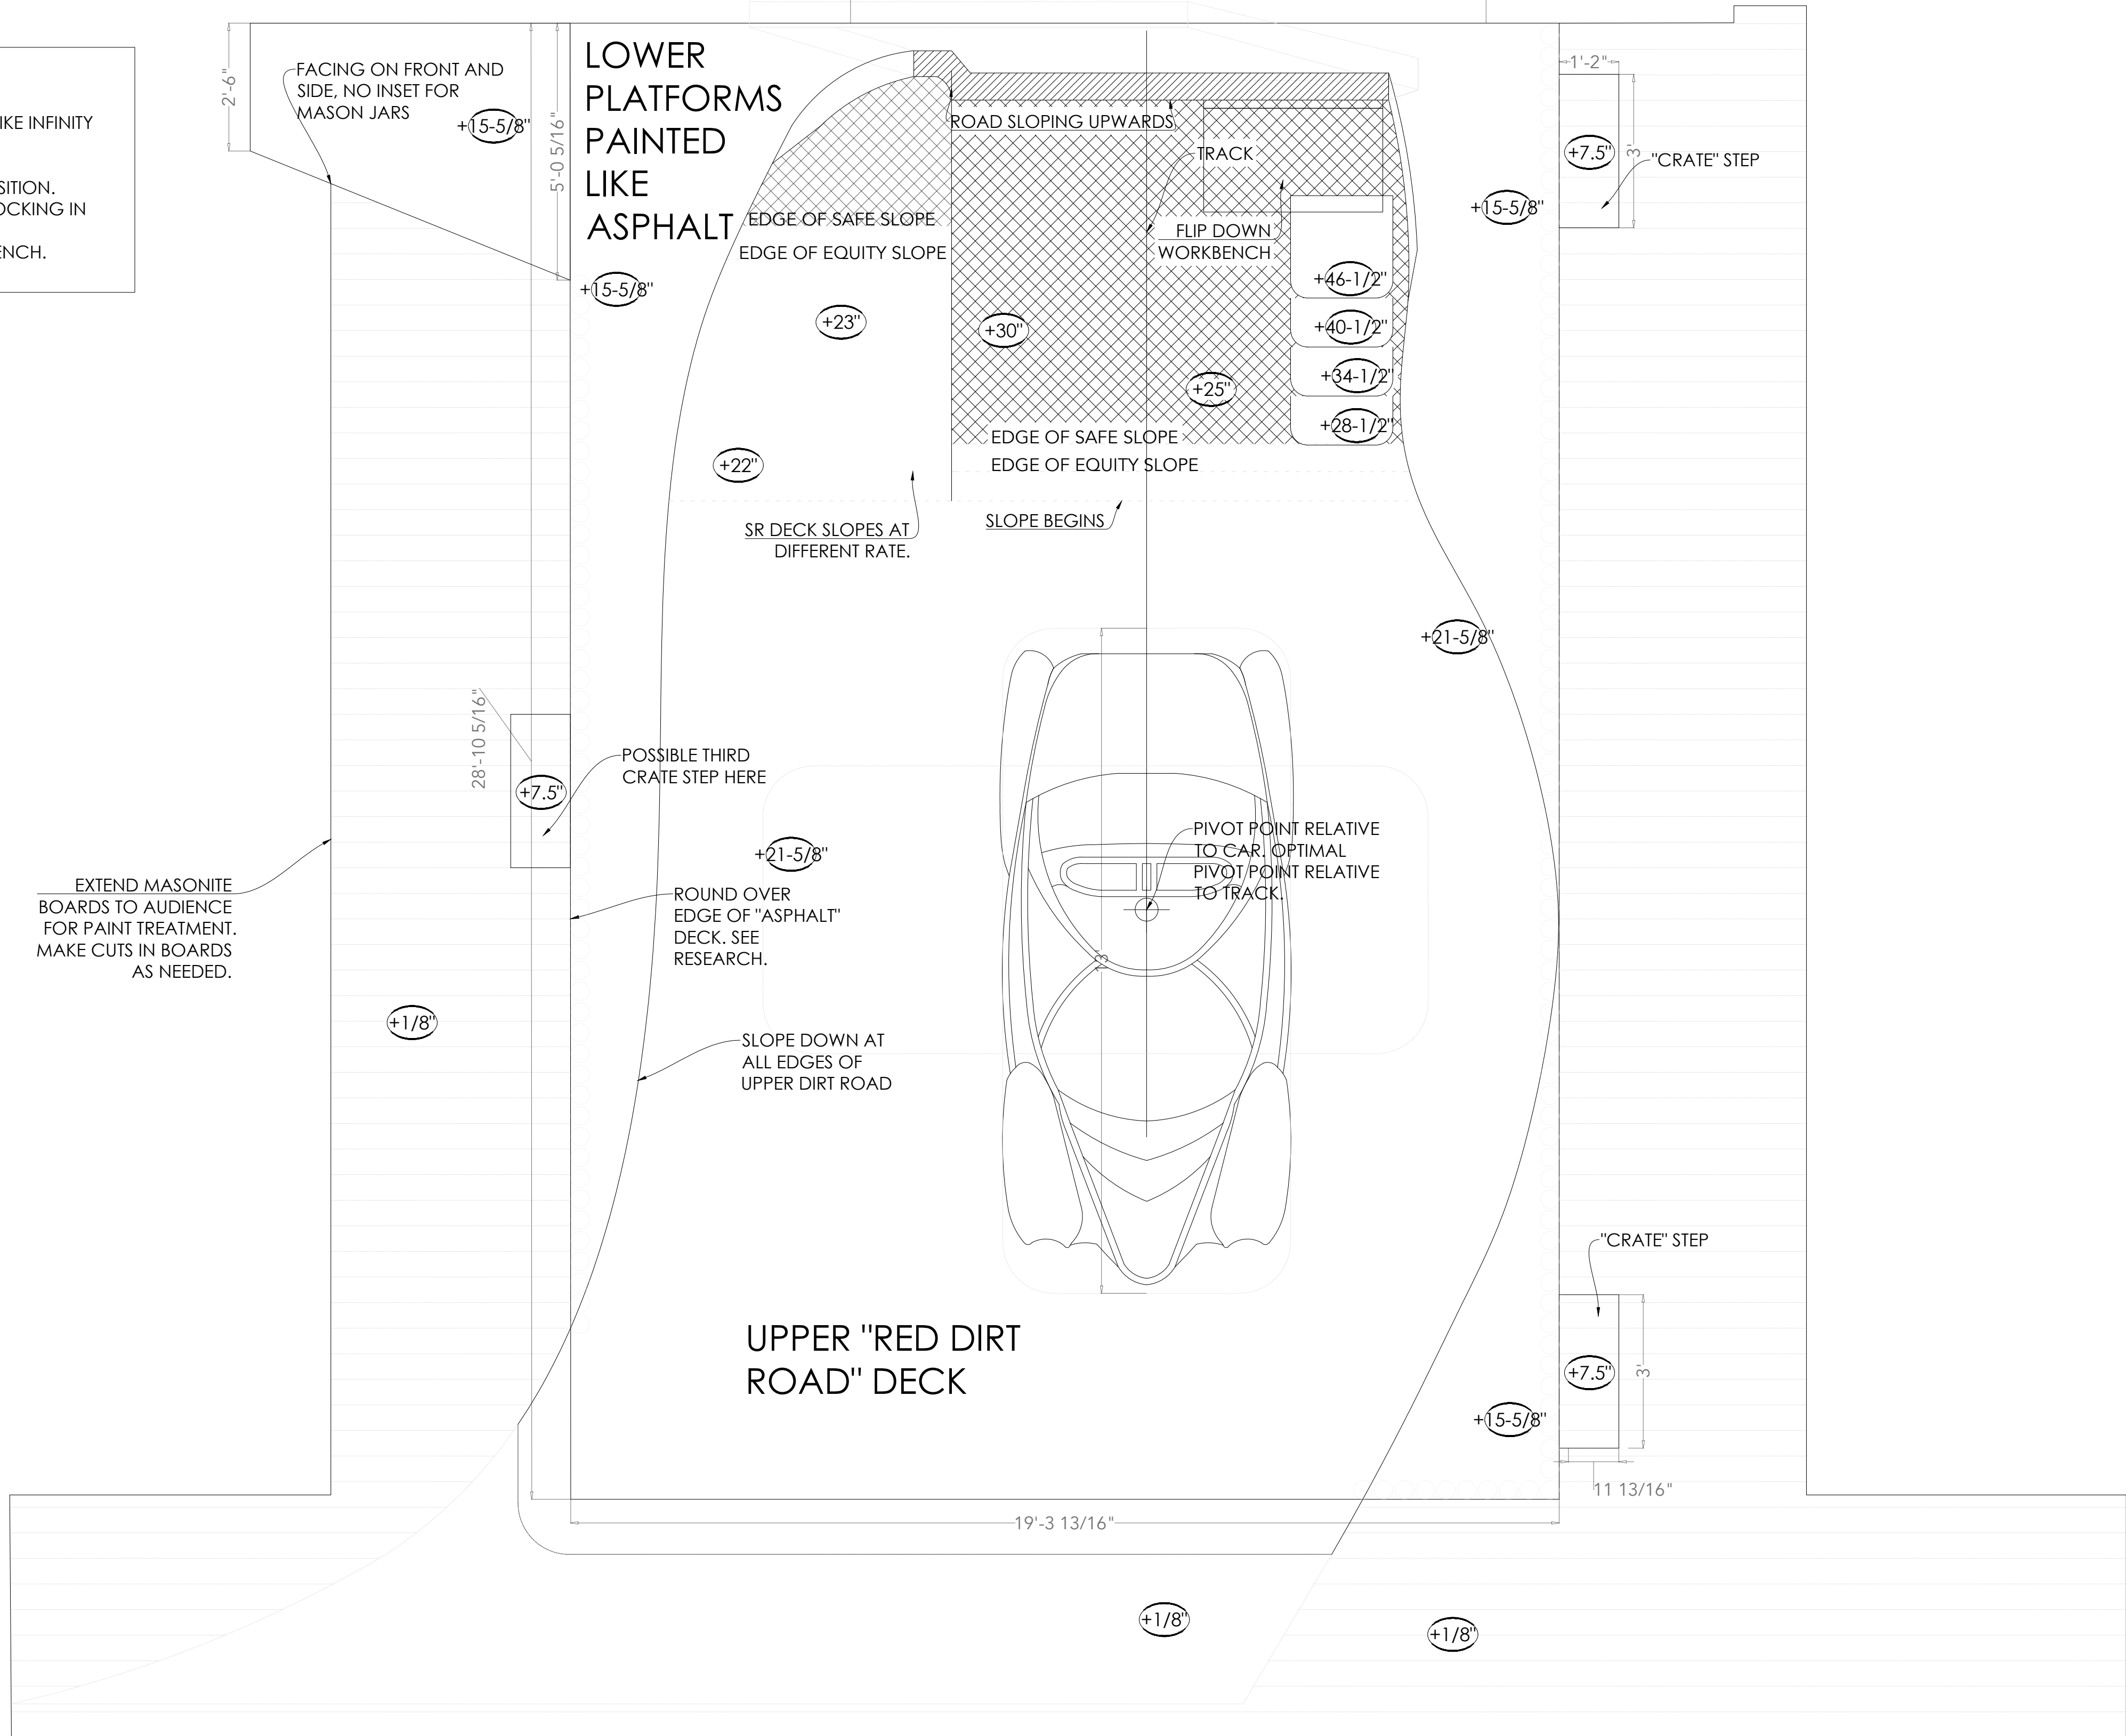 IKE INFINITY
SITION.
OCKING IN
ENCH.
2'-6"
FACING ON FRONT AND
SIDE, NO INSET FOR
MASON JARS
+15-5/8"
5'-0 5/16"
LOWER
PLATFORMS
PAINTED
LIKE
ASPHALT
ROAD SLOPING UPWARDS
TRACK
FLIP DOWN
WORKBENCH
EDGE OF SAFE SLOPE
EDGE OF EQUITY SLOPE
+15-5/8"
+23"
+30"
+25"
+22"
+46-1/2"
+40-1/2"
+34-1/2"
+28-1/2"
EDGE OF SAFE SLOPE
EDGE OF EQUITY SLOPE
SR DECK SLOPES AT
DIFFERENT RATE.
SLOPE BEGINS
1'-2"
+7.5"
3'
"CRATE" STEP
+15-5/8"
+21-5/8"
28'-10 5/16"
+7.5"
POSSIBLE THIRD
CRATE STEP HERE
+21-5/8"
PIVOT POINT RELATIVE
TO CAR. OPTIMAL
PIVOT POINT RELATIVE
TO TRACK.
13'
EXTEND MASONITE
BOARDS TO AUDIENCE
FOR PAINT TREATMENT.
MAKE CUTS IN BOARDS
AS NEEDED.
ROUND OVER
EDGE OF "ASPHALT"
DECK. SEE
RESEARCH.
+1/8"
SLOPE DOWN AT
ALL EDGES OF
UPPER DIRT ROAD
"CRATE" STEP
UPPER "RED DIRT
ROAD" DECK
+7.5"
3'
+15-5/8"
11 13/16"
19'-3 13/16"
+1/8"
+1/8"